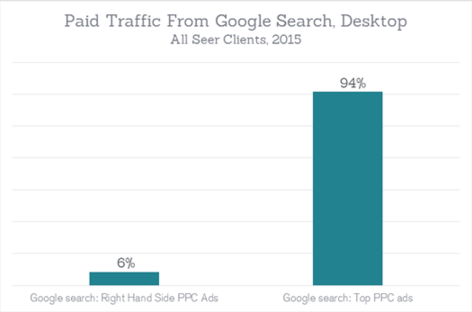 Paid Traffic From Google Search, Desktop
All Seer Clients, 2015
94%
6%
Google search: Right Hand Side PPC Ads
Google search: Top PPC ads